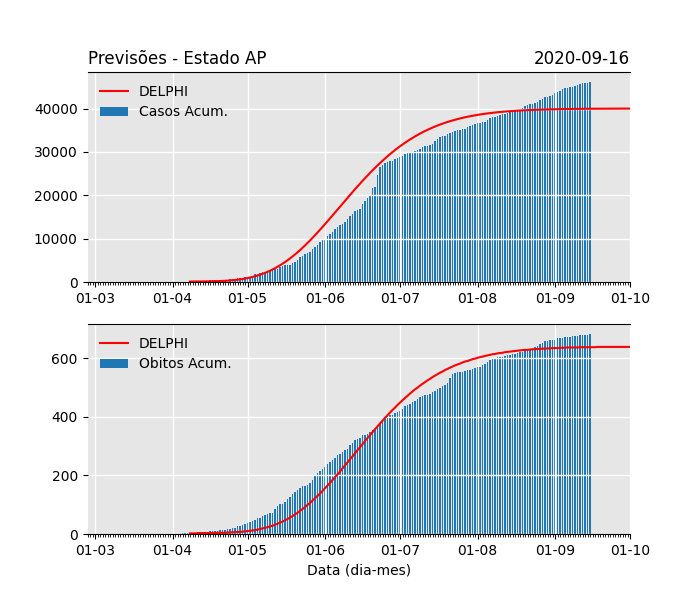 Previsões - Estado AP 2020-09-16
DELPHI
Casos Acum.
40000
30000
20000
10000
0
01-03 01-04 01-05 01-06 01-07 01-08 01-09 01-10
DELPHI
Obitos Acum.
600
400
200
0
01-03 01-04 01-05 01-06 01-07 01-08 01-09 01-10
Data (dia-mes)